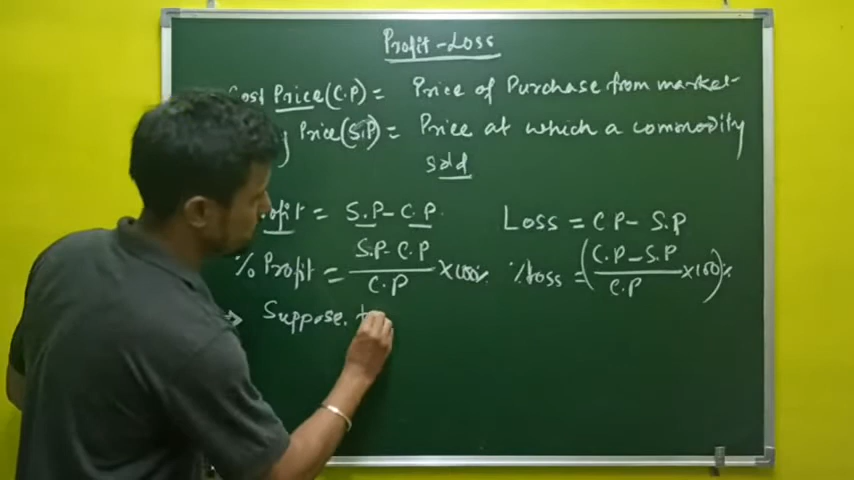 Profit-Loss
Cost Price(C.P) = Price of Purchase from market-
Price(S.P) = Price at which a commodity
sold
Profit = S.P - C.P. Loss = C P - S.P
% Profit = S.P - C.P / C.P × 100% % loss = (C.P - S.P / C.P × 100)%
→ Suppose.